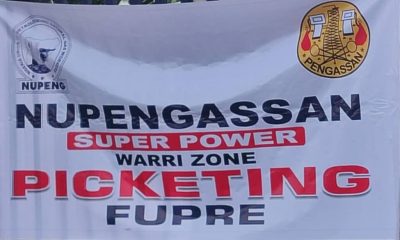 NUPENG
PENGASSAN
NUPENGASSAN
SUPER POWER
WARRI ZONE
PICKETING
FUPRE